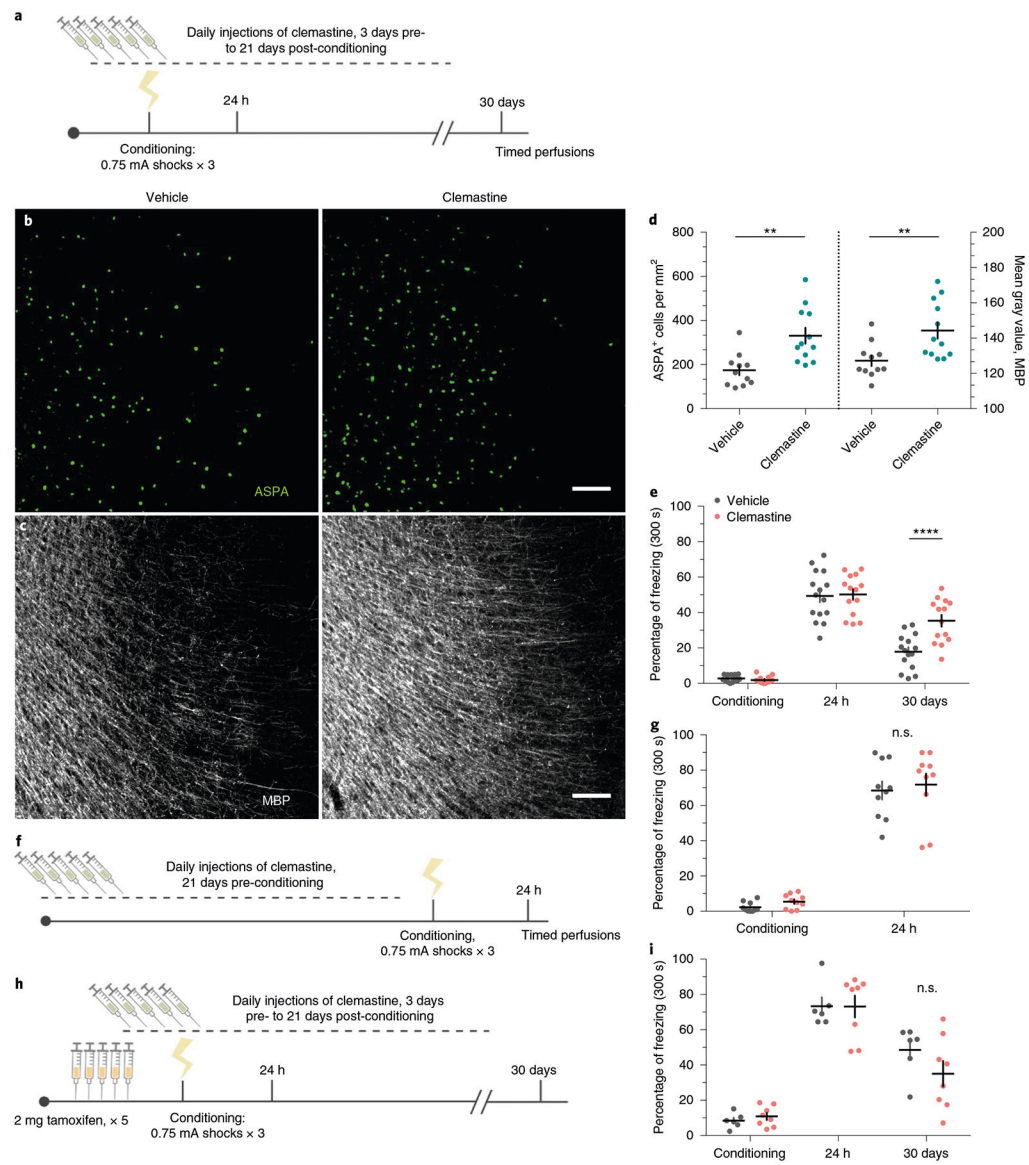 a
Daily injections of clemastine, 3 days pre-
to 21 days post-conditioning
24 h
30 days
Conditioning:
0.75 mA shocks × 3
Timed perfusions
Vehicle
Clemastine
b
ASPA
c
MBP
d
800
600
400
200
0
ASPA⁺ cells per mm²
200
180
160
140
120
100
Mean gray value, MBP
**
**
Vehicle
Clemastine
Vehicle
Clemastine
e
Vehicle
Clemastine
****
100
80
60
40
20
0
Percentage of freezing (300 s)
Conditioning
24 h
30 days
f
Daily injections of clemastine,
21 days pre-conditioning
24 h
Conditioning,
0.75 mA shocks × 3
Timed perfusions
g
n.s.
100
80
60
40
20
0
Percentage of freezing (300 s)
Conditioning
24 h
h
Daily injections of clemastine, 3 days
pre- to 21 days post-conditioning
24 h
30 days
2 mg tamoxifen, × 5
Conditioning:
0.75 mA shocks × 3
i
n.s.
100
80
60
40
20
0
Percentage of freezing (300 s)
Conditioning
24 h
30 days